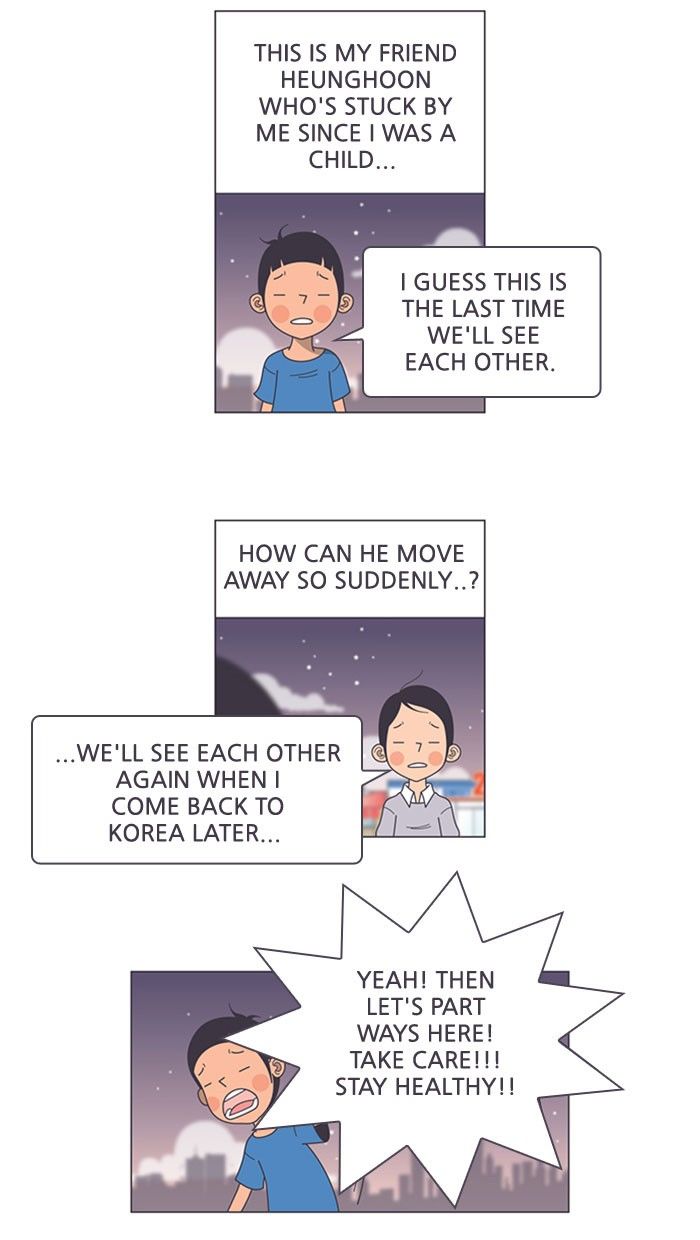 THIS IS MY FRIEND
HEUNGHOON
WHO'S STUCK BY
ME SINCE I WAS A
CHILD...
I GUESS THIS IS
THE LAST TIME
WE'LL SEE
EACH OTHER.
HOW CAN HE MOVE
AWAY SO SUDDENLY..?
...WE'LL SEE EACH OTHER
AGAIN WHEN I
COME BACK TO
KOREA LATER...
2
YEAH! THEN
LET'S PART
WAYS HERE!
TAKE CARE!!!
STAY HEALTHY!!